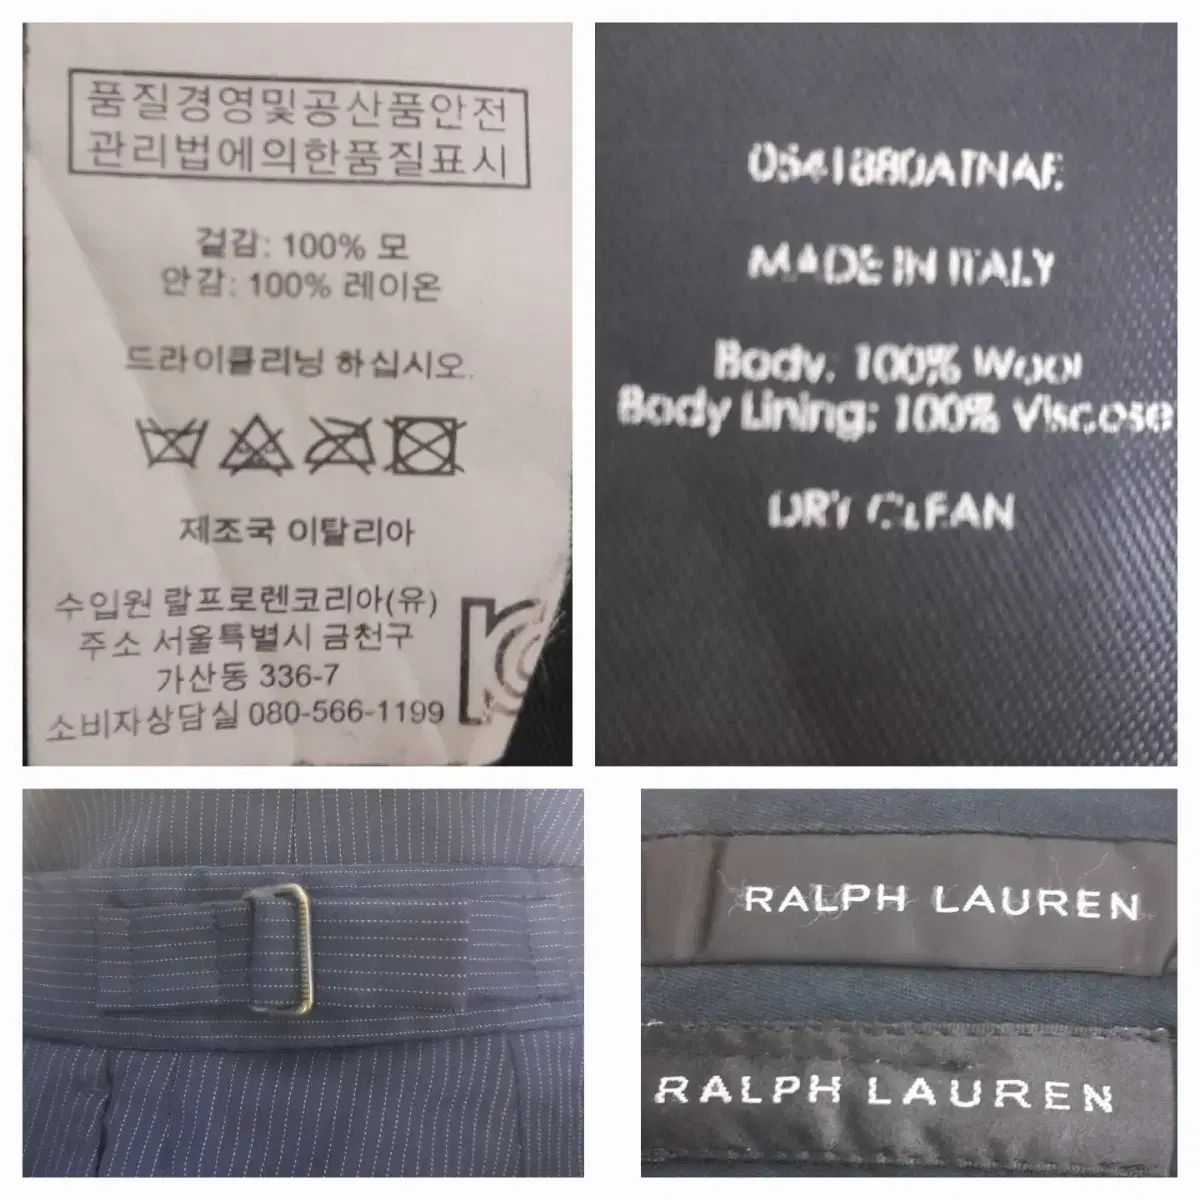 품질경영및공산품안전
관리법에의한품질표시
겉감: 100% 모
안감: 100% 레이온
드라이클리닝 하십시오.
제조국 이탈리아
수입원 랄프로렌코리아(유)
주소 서울특별시 금천구
가산동 336-7
소비자상담실 080-566-1199
0541880ATNAE
MADE IN ITALY
Body: 100% Wool
Body Lining: 100% Viscose
DRY CLEAN
RALPH LAUREN
RALPH LAUREN